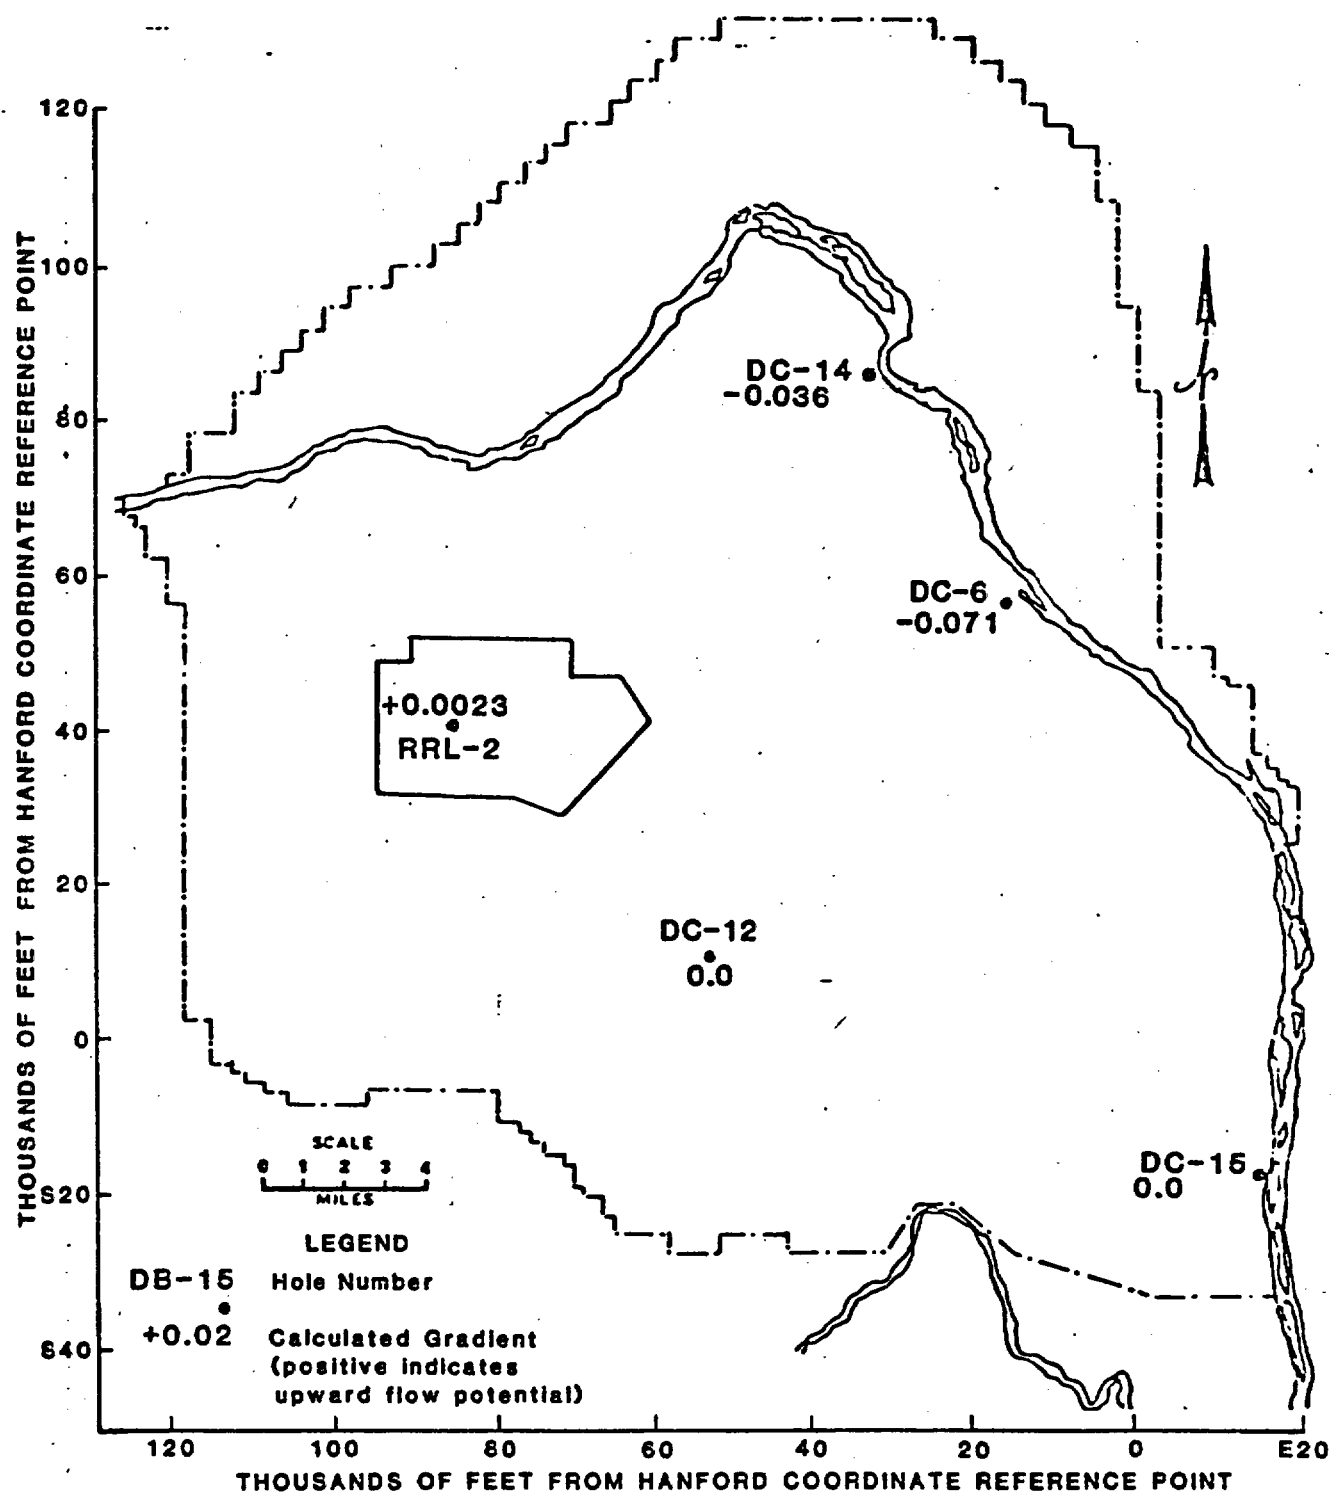 120
100
80
60
40
20
0
S20
S40
THOUSANDS OF FEET FROM HANFORD COORDINATE REFERENCE POINT
DC-14
-0.036
DC-6
-0.071
+0.0023
RRL-2
DC-12
0.0
DC-15
0.0
SCALE
0 1 2 3 4
MILES
LEGEND
DB-15 Hole Number
+0.02 Calculated Gradient
(positive indicates
upward flow potential)
120 100 80 60 40 20 0 E20
THOUSANDS OF FEET FROM HANFORD COORDINATE REFERENCE POINT